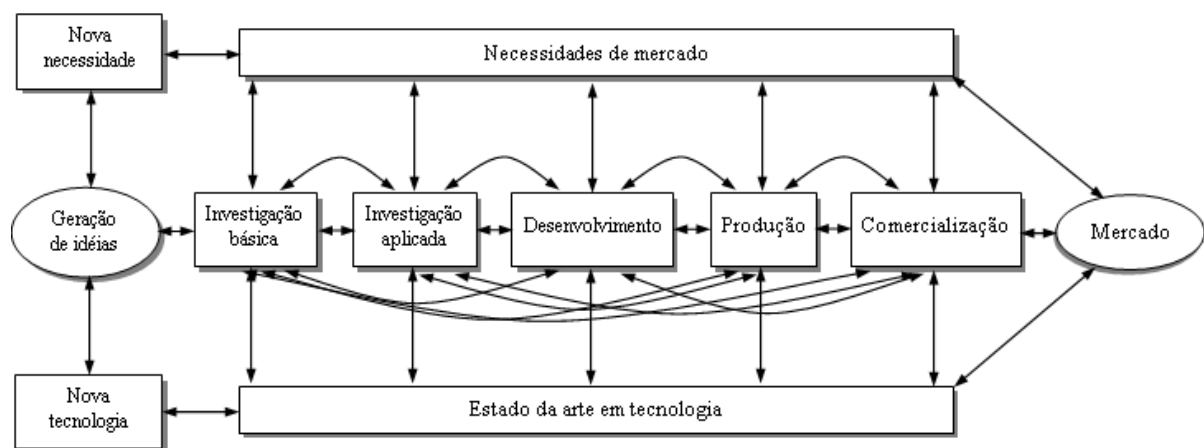 Nova
necessidade
Necessidades de mercado
Geração
de idéias
Investigação
básica
Investigação
aplicada
Desenvolvimento
Produção
Comercialização
Mercado
Nova
tecnologia
Estado da arte em tecnologia